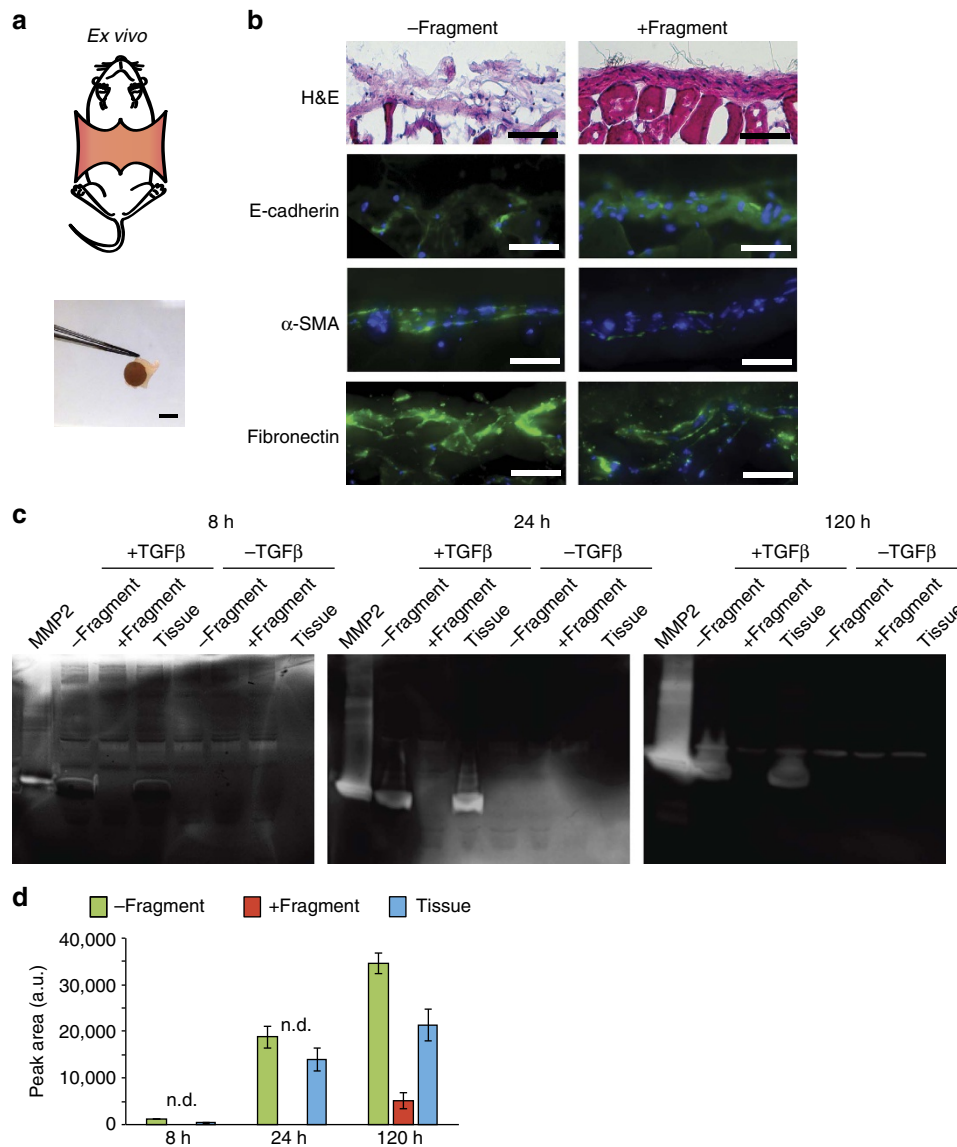 a
Ex vivo
b
–Fragment
+Fragment
H&E
E-cadherin
α-SMA
Fibronectin
c
8 h
24 h
120 h
+TGFβ
–TGFβ
+TGFβ
–TGFβ
+TGFβ
–TGFβ
MMP2
–Fragment
+Fragment
Tissue
–Fragment
+Fragment
Tissue
MMP2
–Fragment
+Fragment
Tissue
–Fragment
+Fragment
Tissue
MMP2
–Fragment
+Fragment
Tissue
–Fragment
+Fragment
Tissue
d
–Fragment
+Fragment
Tissue
Peak area (a.u.)
40,000
30,000
20,000
10,000
0
n.d.
n.d.
8 h
24 h
120 h